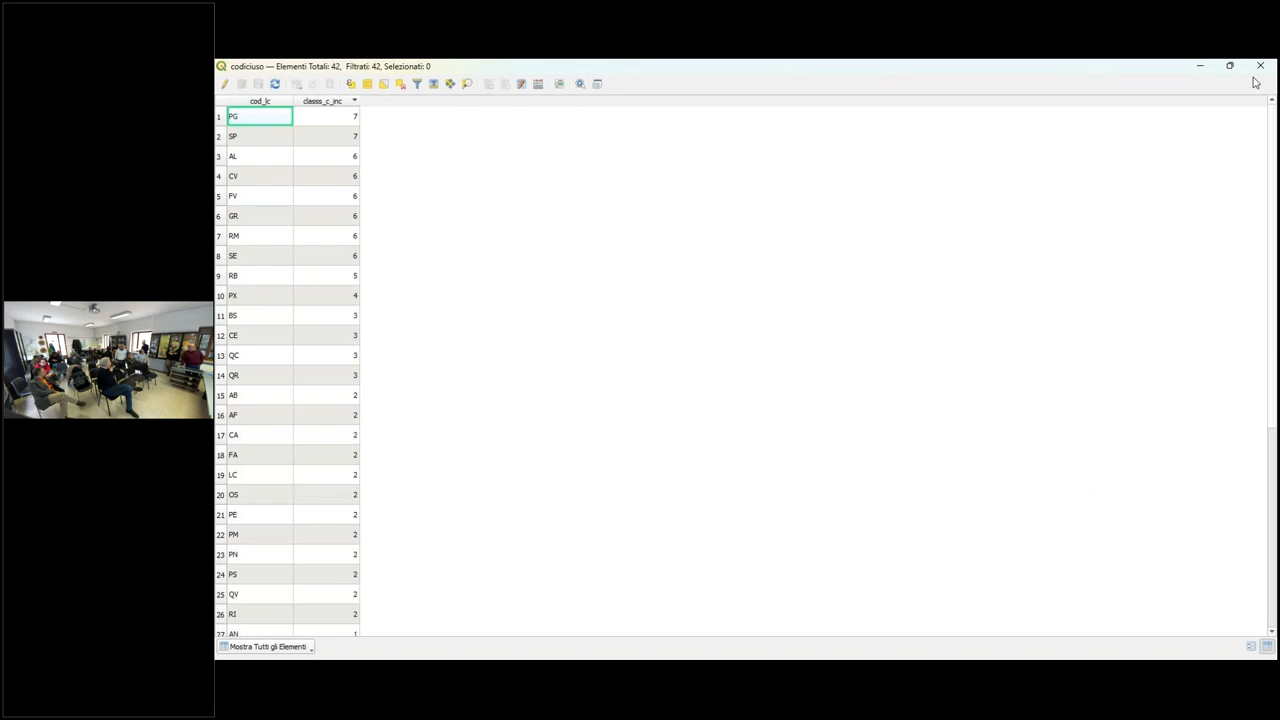 codiciuso — Elementi Totali: 42, Filtrati: 42, Selezionati: 0
cod_lc classs_c_inc
1 PG 7
2 SP 7
3 AL 6
4 CV 6
5 FV 6
6 GR 6
7 RM 6
8 SE 6
9 RB 5
10 PX 4
11 BS 3
12 CE 3
13 QC 3
14 QR 3
15 AB 2
16 AF 2
17 CA 2
18 FA 2
19 LC 2
20 OS 2
21 PE 2
22 PM 2
23 PN 2
24 PS 2
25 QV 2
26 RI 2
27 AN 1
Mostra Tutti gli Elementi